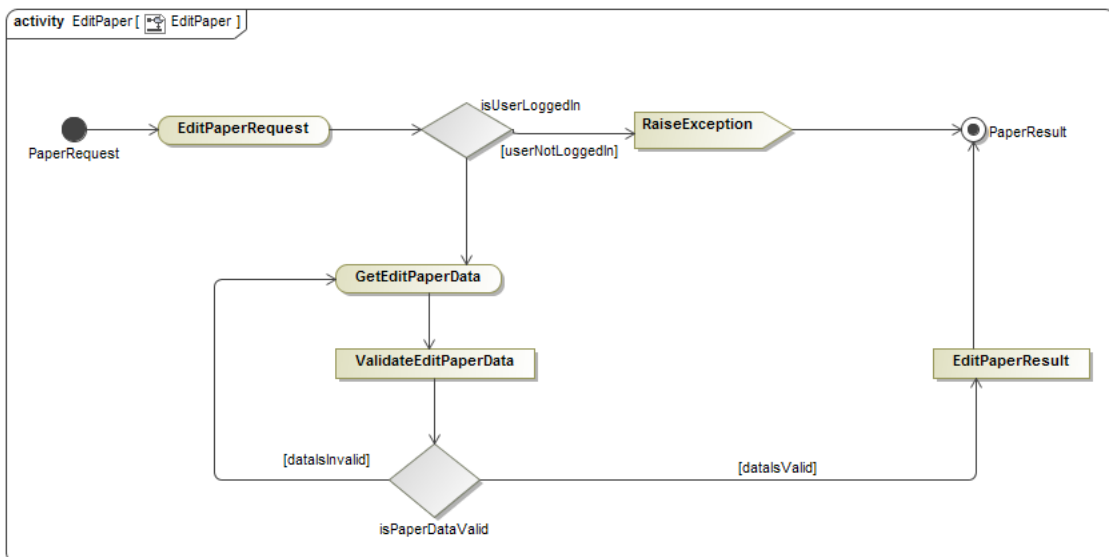 activity EditPaper [ EditPaper ]
isUserLoggedIn
EditPaperRequest
RaiseException
PaperResult
PaperRequest
[userNotLoggedIn]
GetEditPaperData
ValidateEditPaperData
EditPaperResult
[dataIsInvalid]
[dataIsValid]
isPaperDataValid